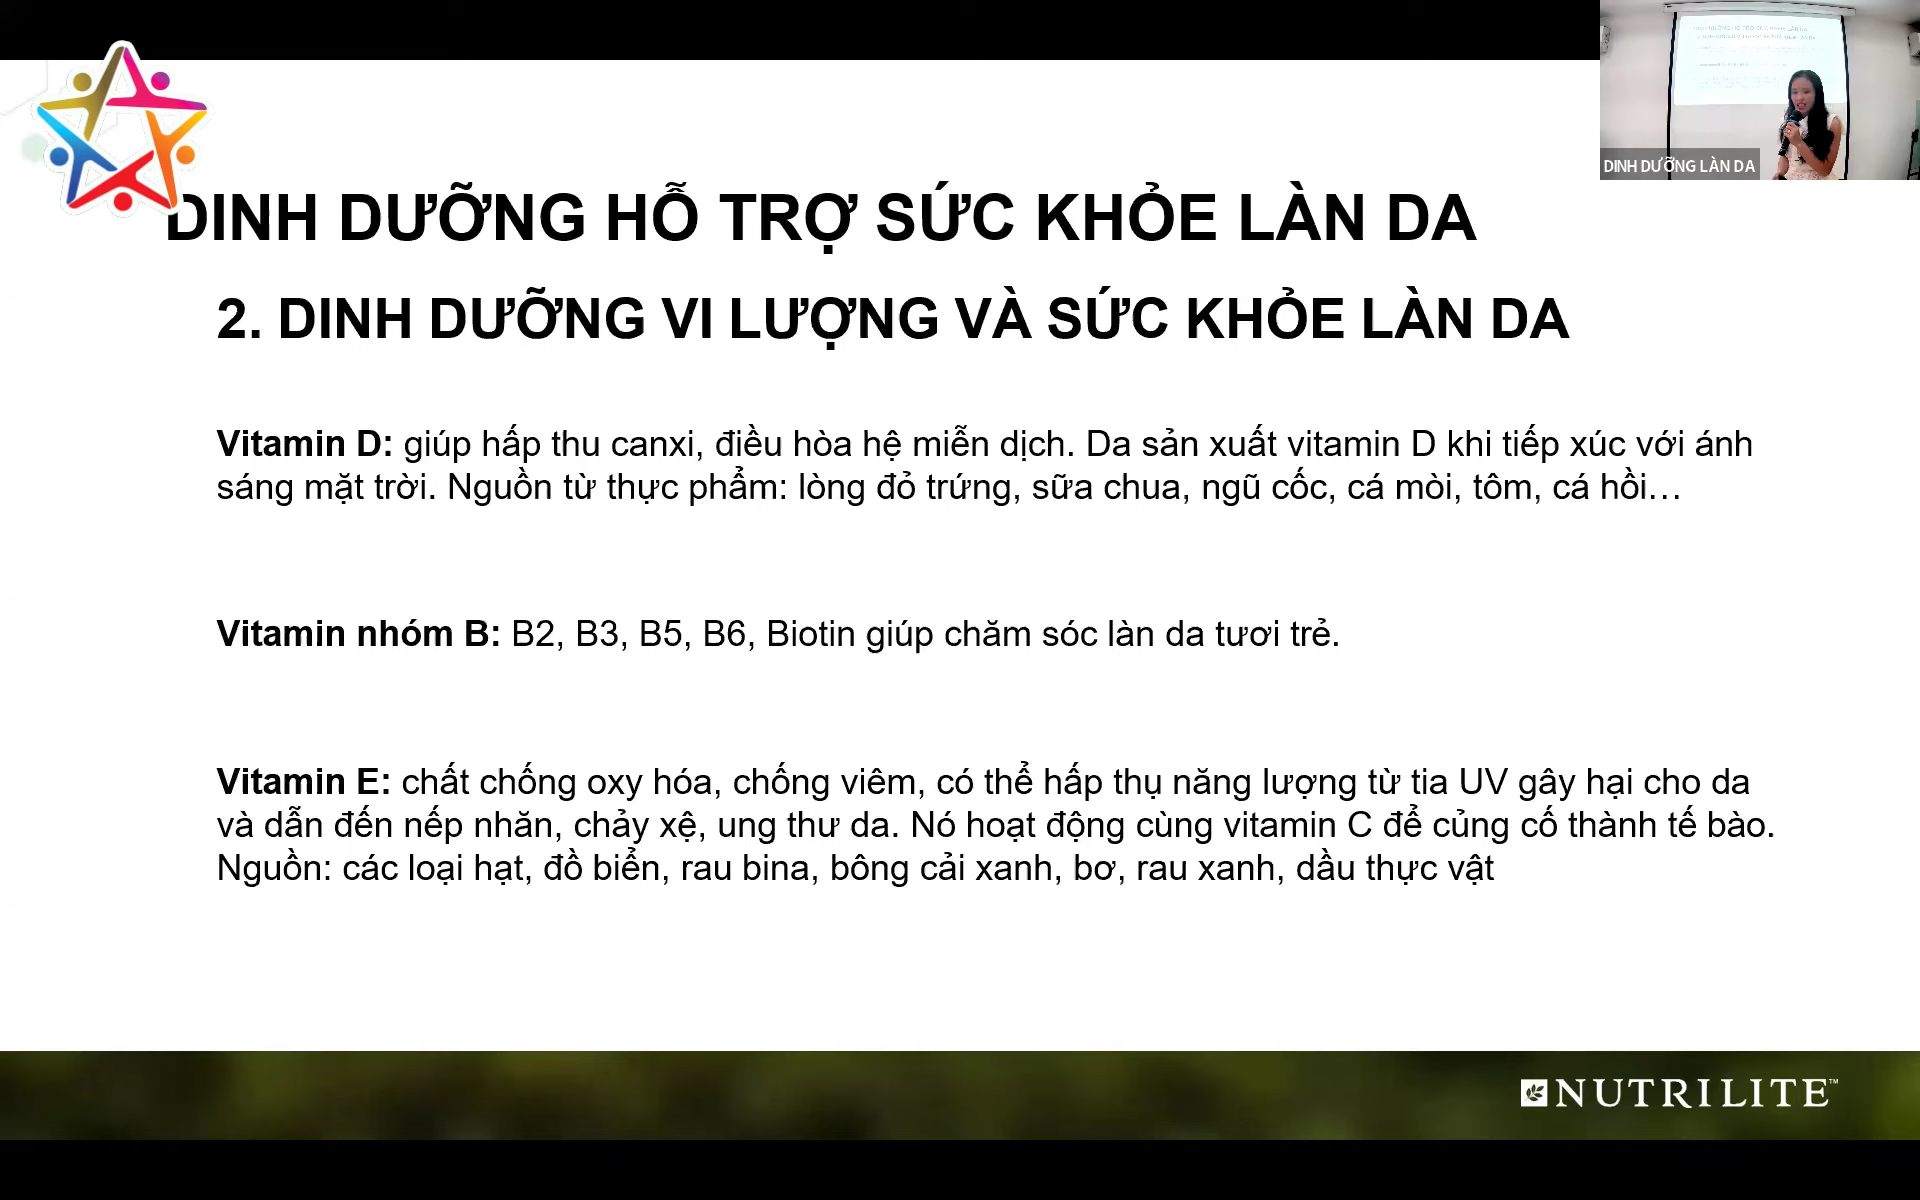 DINH DƯỠNG LÀN DA
DINH DƯỠNG HỖ TRỢ SỨC KHỎE LÀN DA
2. DINH DƯỠNG VI LƯỢNG VÀ SỨC KHỎE LÀN DA
Vitamin D: giúp hấp thu canxi, điều hòa hệ miễn dịch. Da sản xuất vitamin D khi tiếp xúc với ánh
sáng mặt trời. Nguồn từ thực phẩm: lòng đỏ trứng, sữa chua, ngũ cốc, cá mòi, tôm, cá hồi…
Vitamin nhóm B: B2, B3, B5, B6, Biotin giúp chăm sóc làn da tươi trẻ.
Vitamin E: chất chống oxy hóa, chống viêm, có thể hấp thụ năng lượng từ tia UV gây hại cho da
và dẫn đến nếp nhăn, chảy xệ, ung thư da. Nó hoạt động cùng vitamin C để củng cố thành tế bào.
Nguồn: các loại hạt, đồ biển, rau bina, bông cải xanh, bơ, rau xanh, dầu thực vật
NUTRILITE™